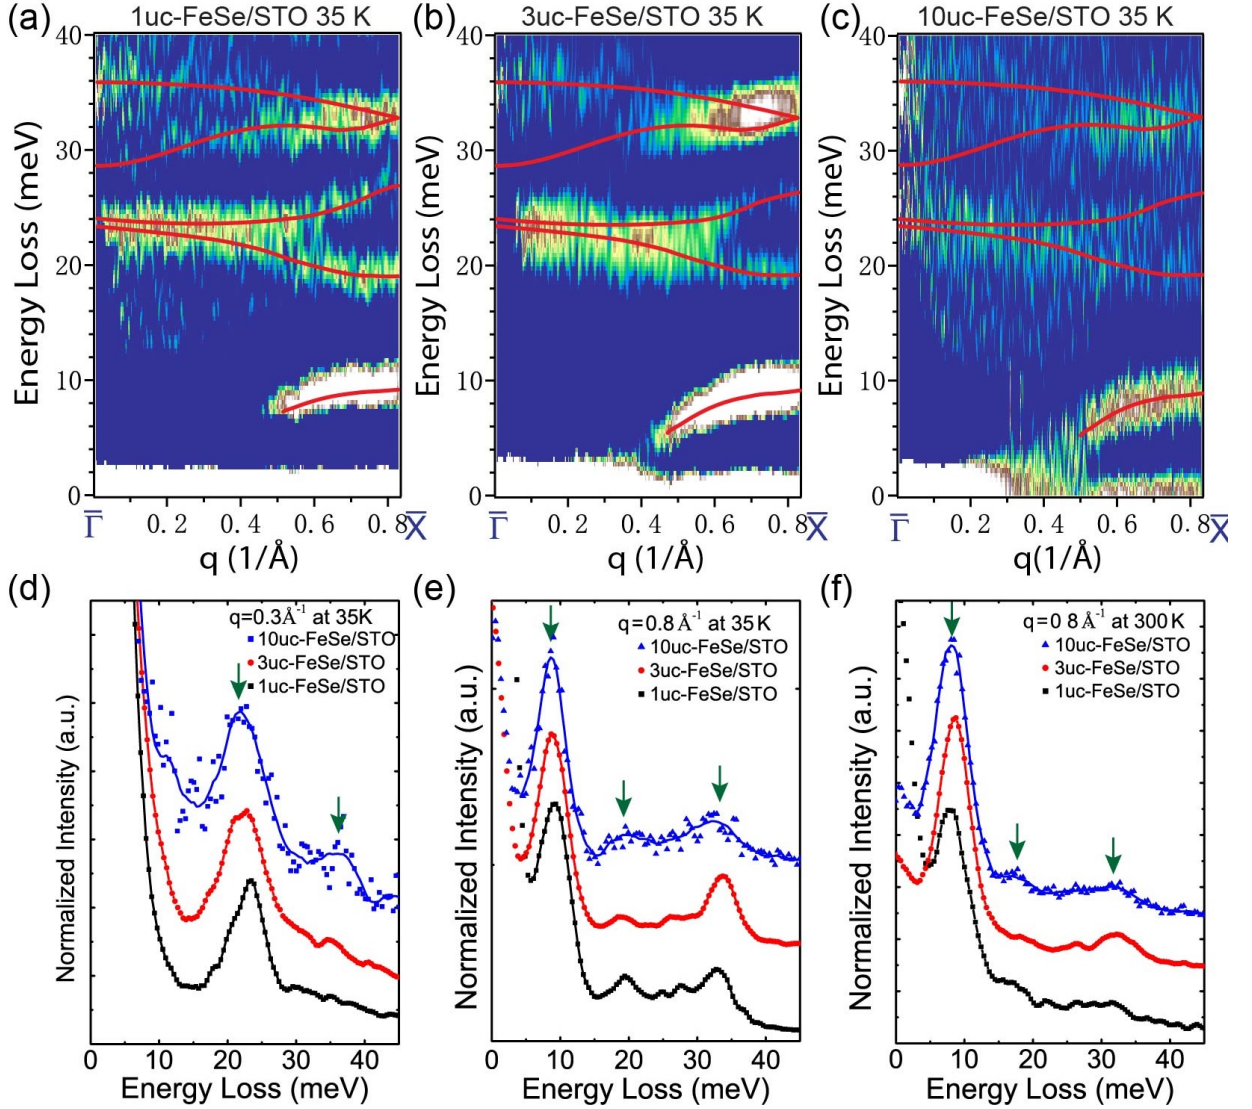 (a) 1uc-FeSe/STO 35 K
(b) 3uc-FeSe/STO 35 K
(c) 10uc-FeSe/STO 35 K
Energy Loss (meV)
40
30
20
10
0
Γ̅ 0.2 0.4 0.6 0.8 X̅
q (1/Å)
Energy Loss (meV)
40
30
20
10
0
Γ̅ 0.2 0.4 0.6 0.8 X̅
q (1/Å)
Energy Loss (meV)
40
30
20
10
0
Γ̅ 0.2 0.4 0.6 0.8 X̅
q(1/Å)
(d)
q=0.3Å⁻¹ at 35K
10uc-FeSe/STO
3uc-FeSe/STO
1uc-FeSe/STO
Normalized Intensity (a.u.)
0 10 20 30 40
Energy Loss (meV)
(e)
q=0.8Å⁻¹ at 35K
10uc-FeSe/STO
3uc-FeSe/STO
1uc-FeSe/STO
Normalized Intensity (a.u.)
0 10 20 30 40
Energy Loss (meV)
(f)
q=0 8Å⁻¹ at 300K
10uc-FeSe/STO
3uc-FeSe/STO
1uc-FeSe/STO
Normalized Intensity (a.u.)
0 10 20 30 40
Energy Loss (meV)